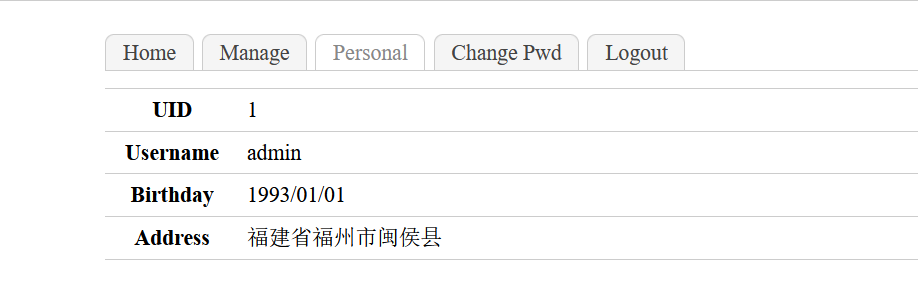 Home Manage Personal Change Pwd Logout
UID 1
Username admin
Birthday 1993/01/01
Address 福建省福州市闽侯县